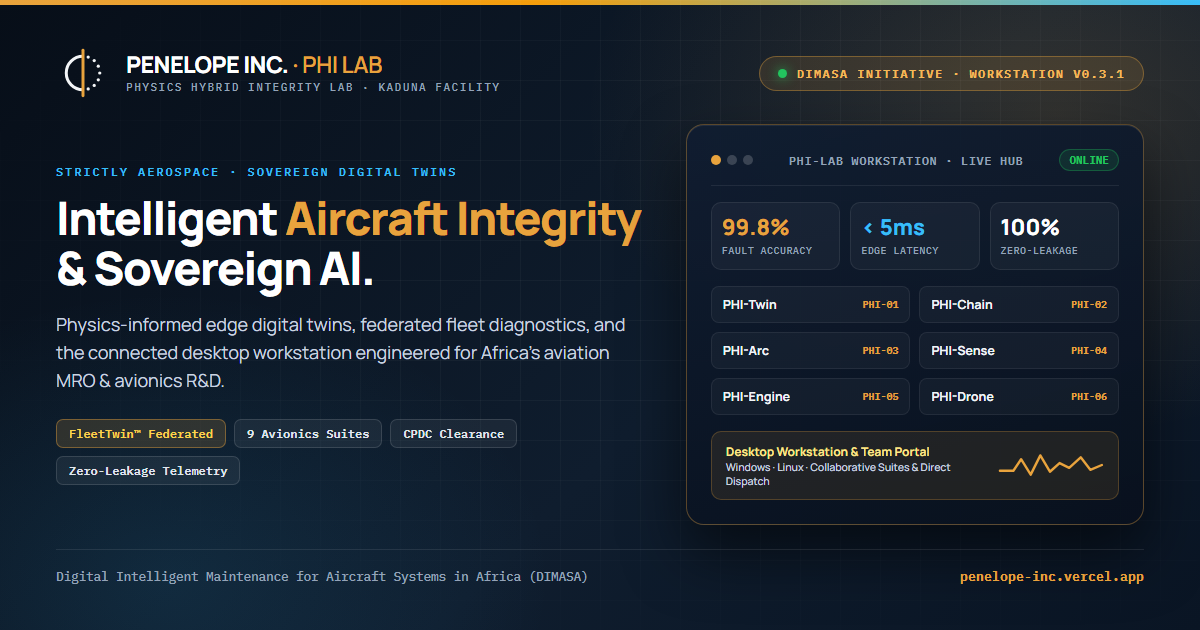 PENELOPE INC. · PHI LAB
PHYSICS HYBRID INTEGRITY LAB · KADUNA FACILITY
DIMASA INITIATIVE · WORKSTATION V0.3.1
STRICTLY AEROSPACE · SOVEREIGN DIGITAL TWINS
Intelligent Aircraft Integrity
& Sovereign AI.
Physics-informed edge digital twins, federated fleet diagnostics, and
the connected desktop workstation engineered for Africa's aviation
MRO & avionics R&D.
FleetTwin™ Federated
9 Avionics Suites
CPDC Clearance
Zero-Leakage Telemetry
PHI-LAB WORKSTATION · LIVE HUB
ONLINE
99.8%
FAULT ACCURACY
< 5ms
EDGE LATENCY
100%
ZERO-LEAKAGE
PHI-Twin PHI-01
PHI-Chain PHI-02
PHI-Arc PHI-03
PHI-Sense PHI-04
PHI-Engine PHI-05
PHI-Drone PHI-06
Desktop Workstation & Team Portal
Windows · Linux · Collaborative Suites & Direct
Dispatch
Digital Intelligent Maintenance for Aircraft Systems in Africa (DIMASA)
penelope-inc.vercel.app